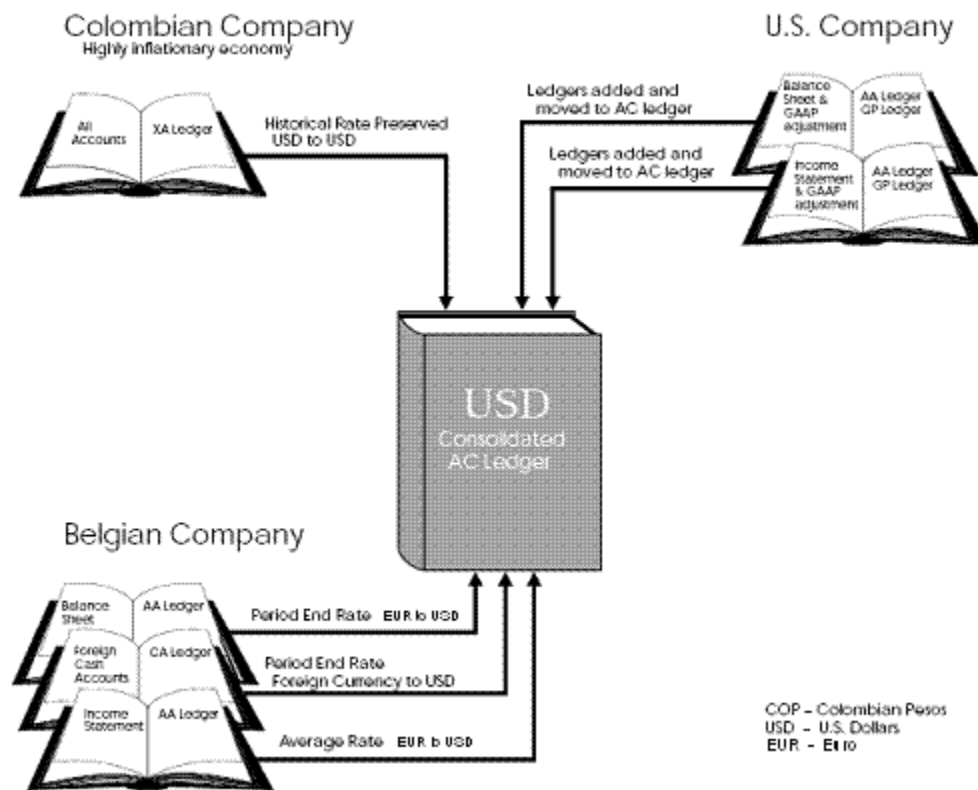 Colombian Company
Highly inflationary economy
All
Accounts
XA Ledger
Historical Rate Preserved
USD to USD
U.S. Company
Ledgers added and
moved to AC ledger
Balance
Sheet &
GAAP
adjustment
AA Ledger
GP Ledger
Ledgers added and
moved to AC ledger
Income
Statement
& GAAP
adjustment
AA Ledger
GP Ledger
USD
Consolidated
AC Ledger
Belgian Company
Balance
Sheet
AA Ledger
Period End Rate EUR to USD
Foreign
Cash
Accounts
CA Ledger
Period End Rate
Foreign Currency to USD
Income
Statement
AA Ledger
Average Rate EUR to USD
COP – Colombian Pesos
USD – U.S. Dollars
EUR – Euro